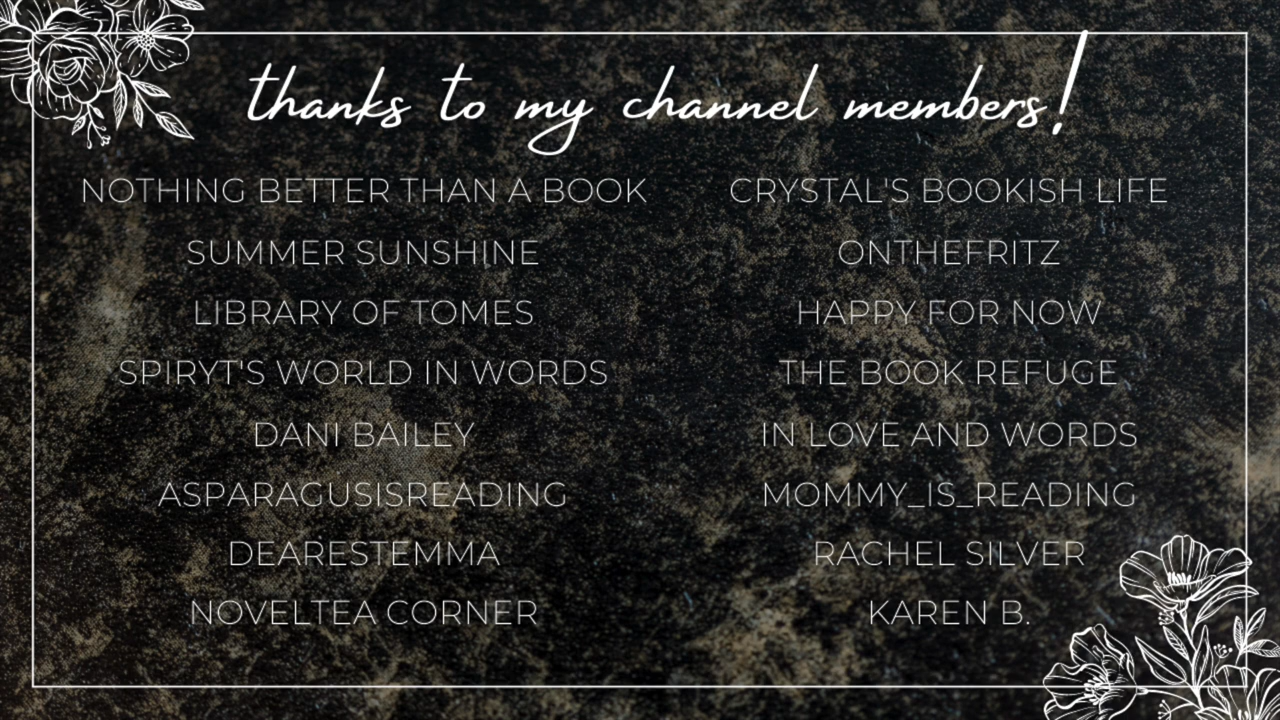 thanks to my channel members!
NOTHING BETTER THAN A BOOK
SUMMER SUNSHINE
LIBRARY OF TOMES
SPIRYT'S WORLD IN WORDS
DANI BAILEY
ASPARAGUSISREADING
DEARESTEMMA
NOVELTEA CORNER
CRYSTAL'S BOOKISH LIFE
ONTHEFRITZ
HAPPY FOR NOW
THE BOOK REFUGE
IN LOVE AND WORDS
MOMMY_IS_READING
RACHEL SILVER
KAREN B.